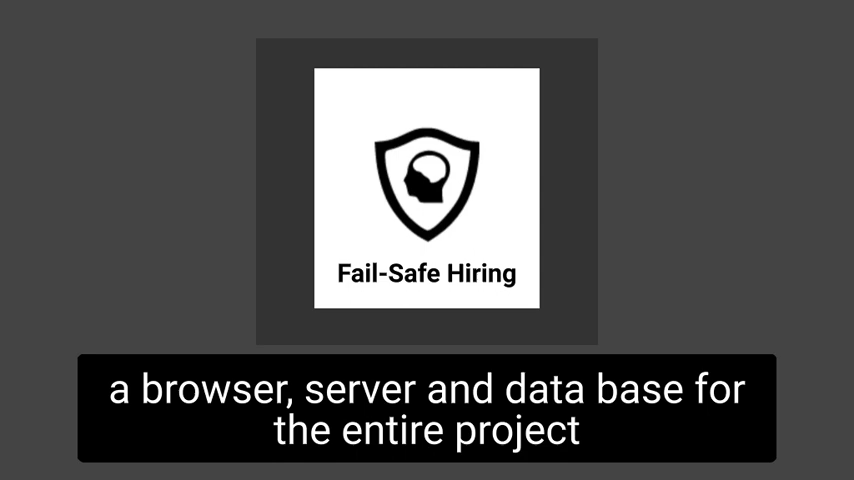 Fail-Safe Hiring
a browser, server and data base for
the entire project